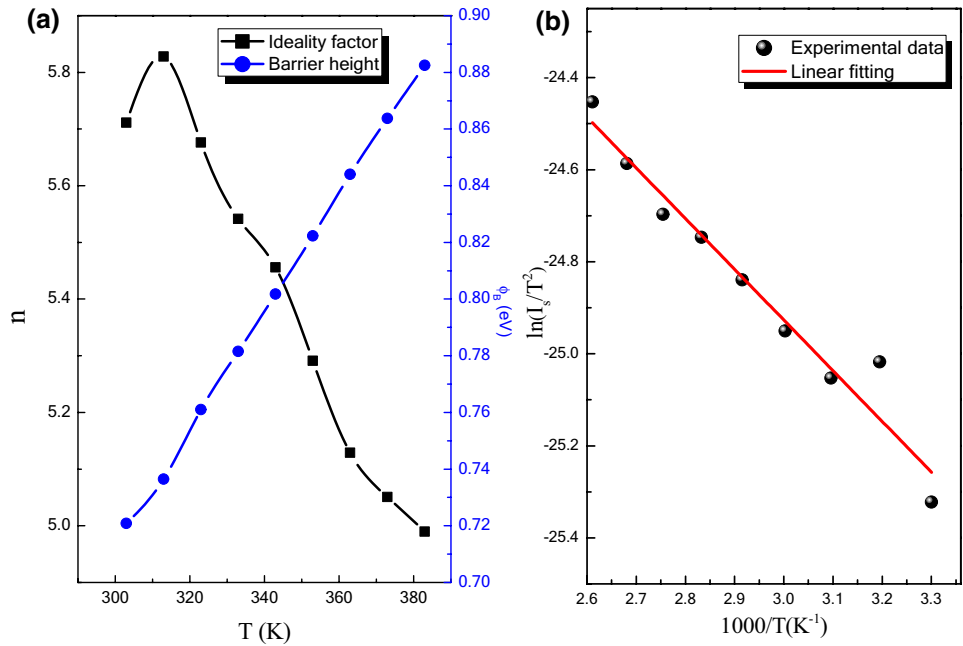 (a)
Ideality factor
Barrier height
n
5.8
5.6
5.4
5.2
5.0
0.90
0.88
0.86
0.84
0.82
0.80
0.78
0.76
0.74
0.72
0.70
ϕB (eV)
300 320 340 360 380
T (K)
(b)
Experimental data
Linear fitting
ln(Is/T²)
-24.4
-24.6
-24.8
-25.0
-25.2
-25.4
2.6 2.7 2.8 2.9 3.0 3.1 3.2 3.3
1000/T(K⁻¹)